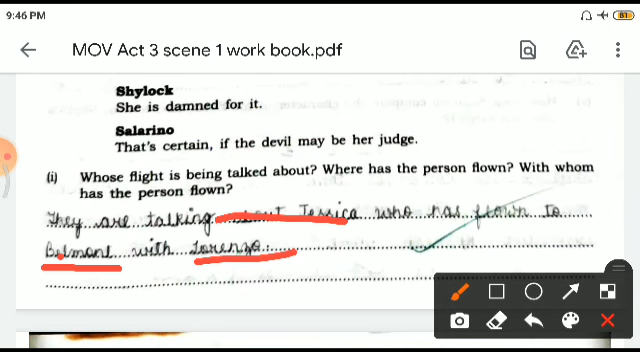 9:46 PM
81
MOV Act 3 scene 1 work book.pdf
Shylock
She is damned for it.
Salarino
That's certain, if the devil may be her judge.
(i) Whose flight is being talked about? Where has the person flown? With whom
has the person flown?
They are talking about Jessica who has flown to
Belmont with Lorenzo.